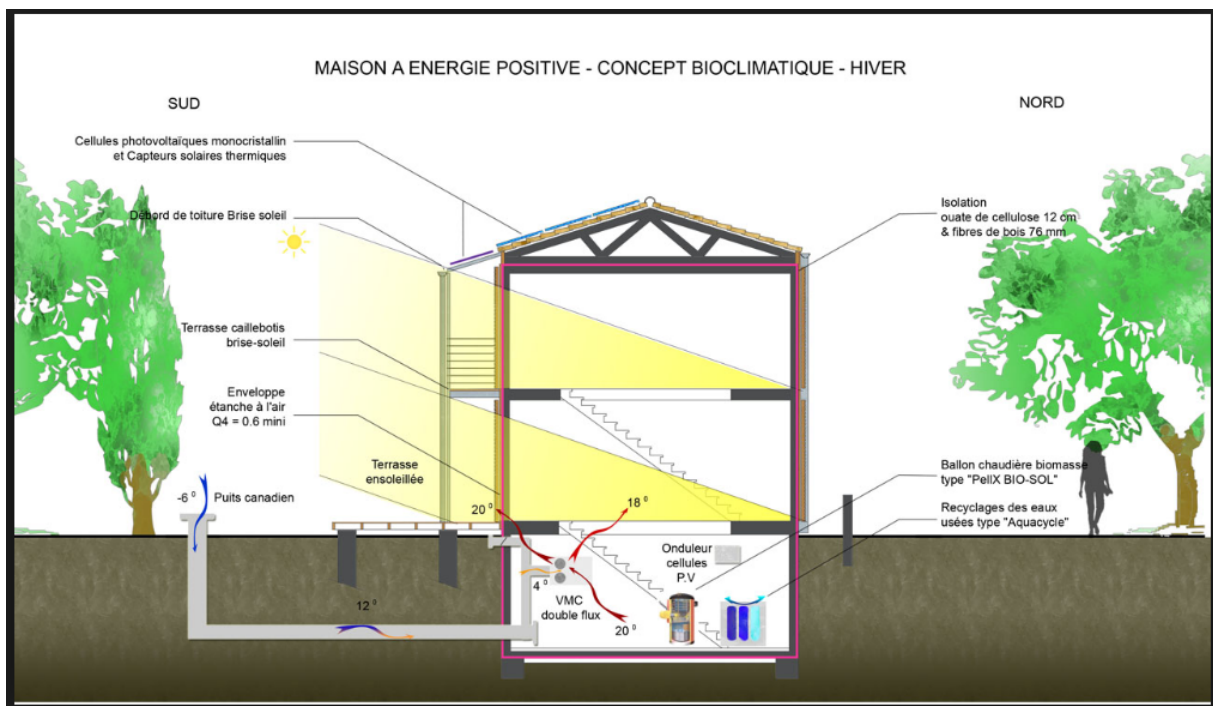 MAISON A ENERGIE POSITIVE - CONCEPT BIOCLIMATIQUE - HIVER
SUD
NORD
Cellules photovoltaïques monocristallin
et Capteurs solaires thermiques
Débord de toiture Brise soleil
Isolation
ouate de cellulose 12 cm
& fibres de bois 76 mm
Terrasse caillebotis
brise-soleil
Enveloppe
étanche à l'air
Q4 = 0.6 mini
Terrasse
ensoleillée
Ballon chaudière biomasse
type "PellX BIO-SOL"
Recyclages des eaux
usées type "Aquacycle"
-6°
Puits canadien
20°
18°
Onduleur
cellules
P.V
4°
VMC
double flux
12°
20°